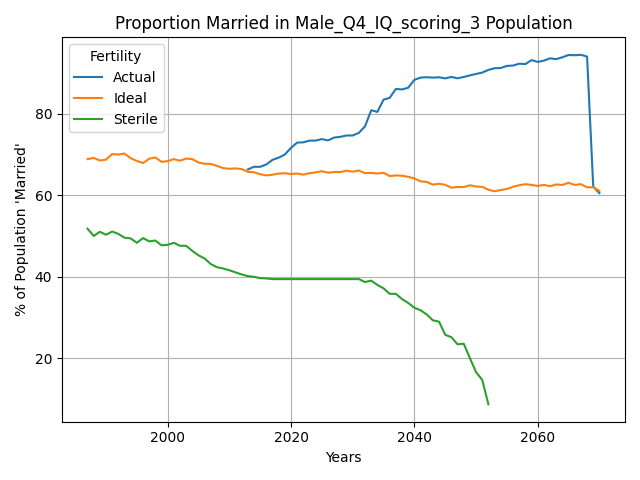 Proportion Married in Male_Q4_IQ_scoring_3 Population
Fertility
Actual
Ideal
Sterile
% of Population 'Married'
80
60
40
20
2000
2020
2040
2060
Years